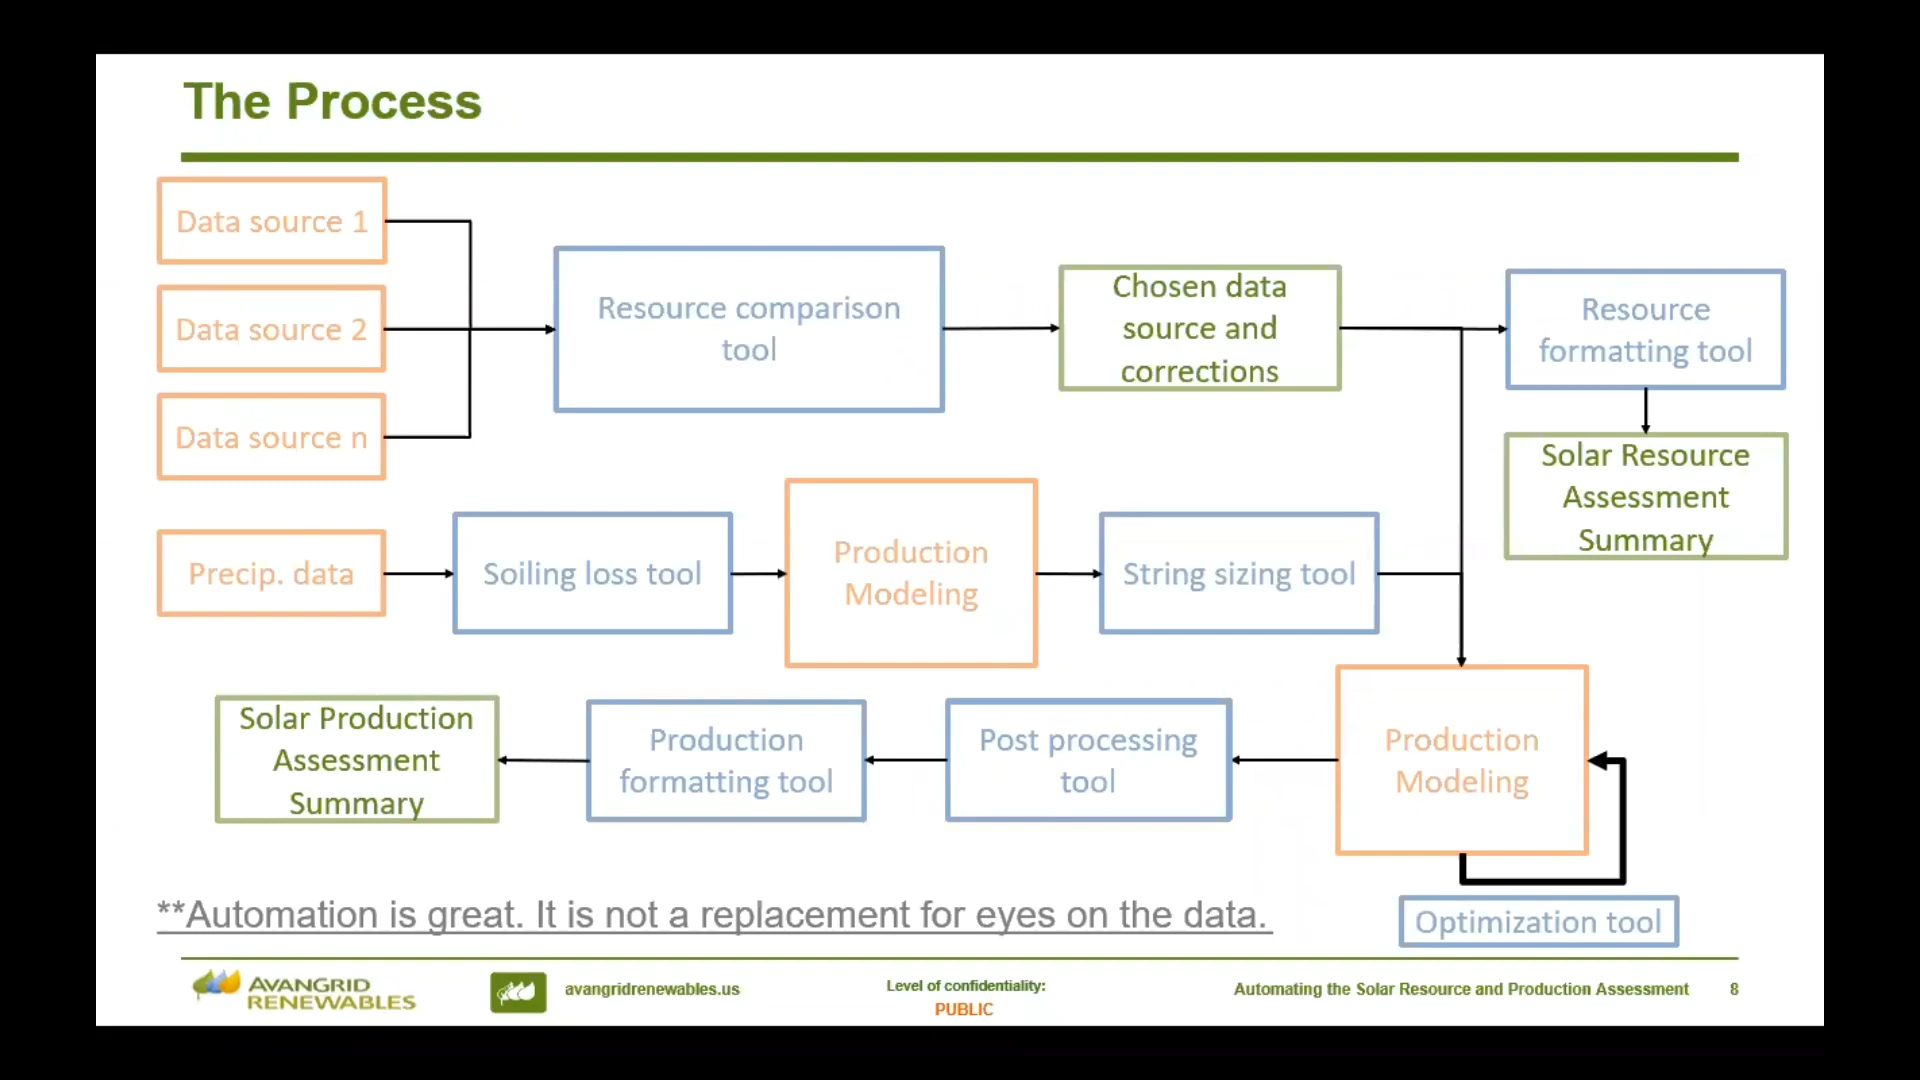 The Process
Data source 1
Data source 2
Data source n
Resource comparison
tool
Chosen data
source and
corrections
Resource
formatting tool
Solar Resource
Assessment
Summary
Precip. data
Soiling loss tool
Production
Modeling
String sizing tool
Solar Production
Assessment
Summary
Production
formatting tool
Post processing
tool
Production
Modeling
Optimization tool
**Automation is great. It is not a replacement for eyes on the data.
AVANGRID
RENEWABLES
avangridrenewables.us
Level of confidentiality:
PUBLIC
Automating the Solar Resource and Production Assessment
8